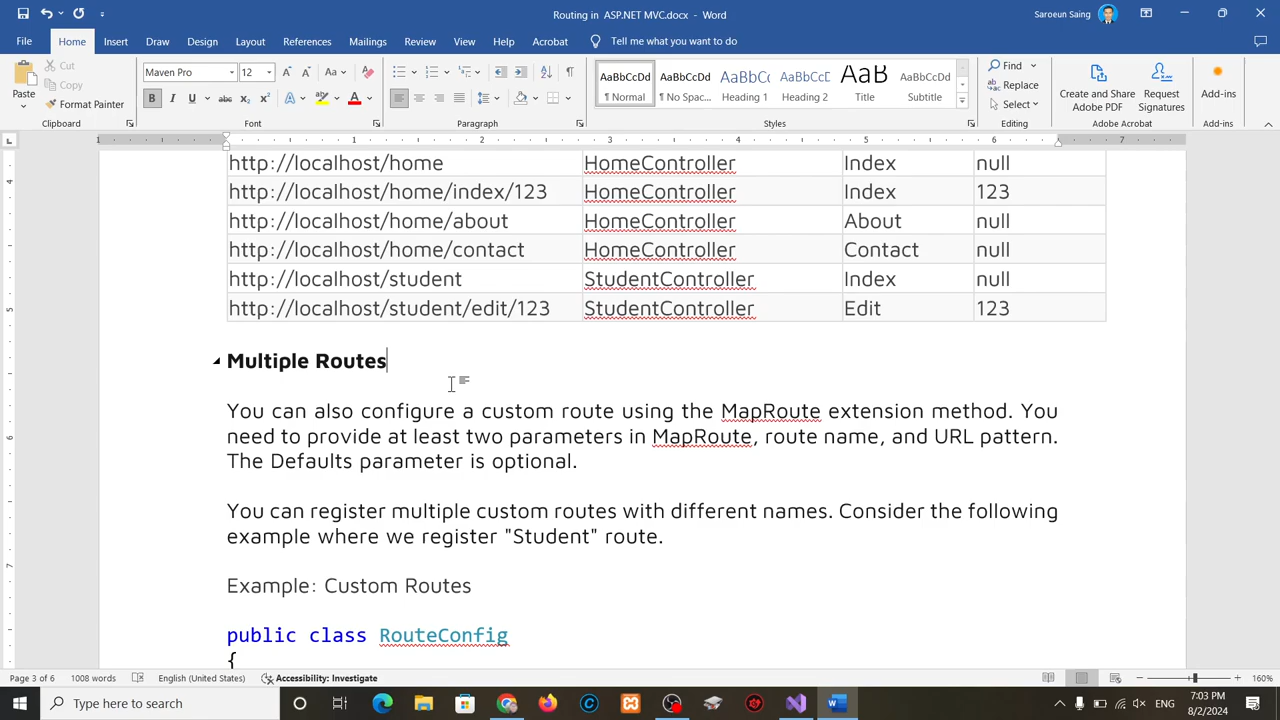 Routing in ASP.NET MVC.docx - Word
Saroeun Saing
File Home Insert Draw Design Layout References Mailings Review View Help Acrobat Tell me what you want to do
Paste
Cut
Copy
Format Painter
Clipboard
Maven Pro 12
Font
Paragraph
AaBbCcDd AaBbCcDd AaBbCc AaBbCcD AaB AaBbCcDd
¶ Normal ¶ No Spac... Heading 1 Heading 2 Title Subtitle
Styles
Find
Replace
Select
Editing
Create and Share Adobe PDF
Request Signatures
Adobe Acrobat
Add-ins
Add-ins
1 1 2 3 4 5 6 7
http://localhost/home HomeController Index null
http://localhost/home/index/123 HomeController Index 123
http://localhost/home/about HomeController About null
http://localhost/home/contact HomeController Contact null
http://localhost/student StudentController Index null
http://localhost/student/edit/123 StudentController Edit 123
Multiple Routes
You can also configure a custom route using the MapRoute extension method. You
need to provide at least two parameters in MapRoute, route name, and URL pattern.
The Defaults parameter is optional.
You can register multiple custom routes with different names. Consider the following
example where we register "Student" route.
Example: Custom Routes
public class RouteConfig
{
Page 3 of 6 1008 words English (United States) Accessibility: Investigate 160%
Type here to search
ENG
7:03 PM
8/2/2024